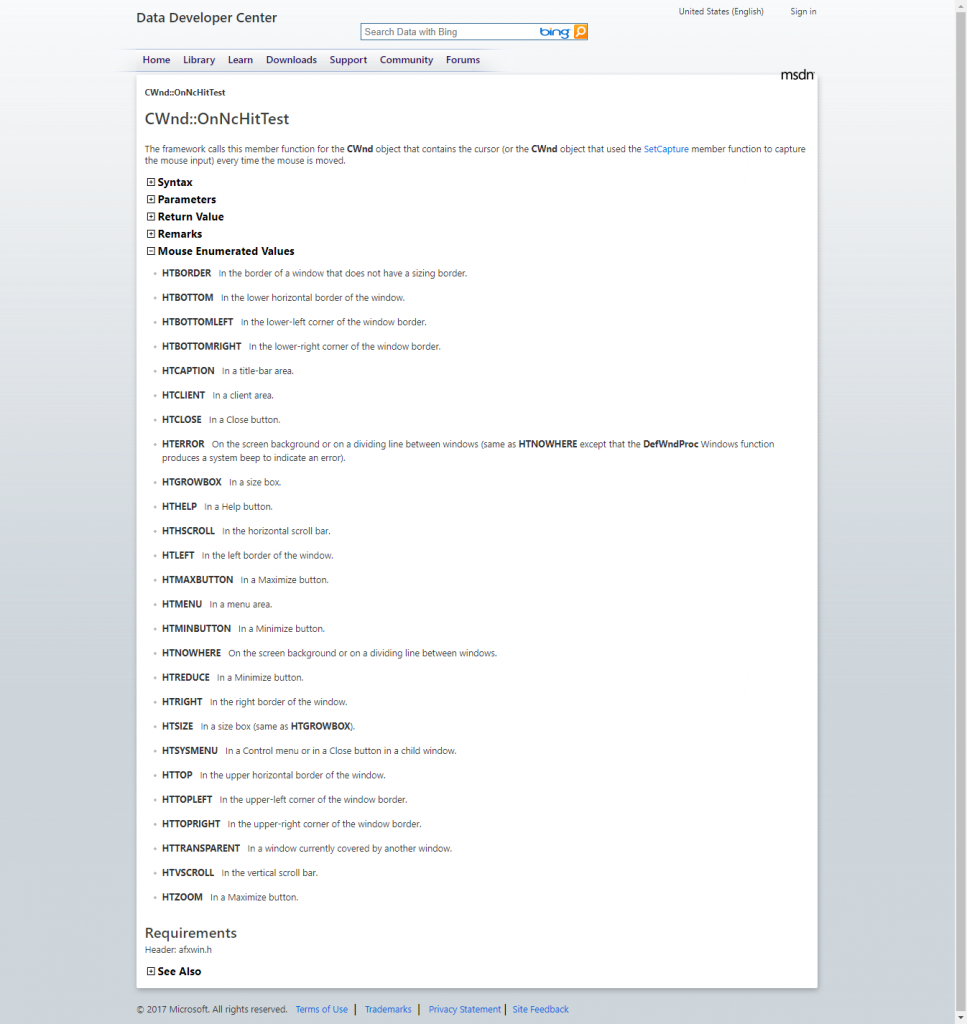 Data Developer Center
United States (English) Sign in
Search Data with Bing bing
Home Library Learn Downloads Support Community Forums
msdn
CWnd::OnNcHitTest
CWnd::OnNcHitTest
The framework calls this member function for the CWnd object that contains the cursor (or the CWnd object that used the SetCapture member function to capture
the mouse input) every time the mouse is moved.
Syntax
Parameters
Return Value
Remarks
Mouse Enumerated Values
HTBORDER In the border of a window that does not have a sizing border.
HTBOTTOM In the lower horizontal border of the window.
HTBOTTOMLEFT In the lower-left corner of the window border.
HTBOTTOMRIGHT In the lower-right corner of the window border.
HTCAPTION In a title-bar area.
HTCLIENT In a client area.
HTCLOSE In a Close button.
HTERROR On the screen background or on a dividing line between windows (same as HTNOWHERE except that the DefWndProc Windows function
produces a system beep to indicate an error).
HTGROWBOX In a size box.
HTHELP In a Help button.
HTHSCROLL In the horizontal scroll bar.
HTLEFT In the left border of the window.
HTMAXBUTTON In a Maximize button.
HTMENU In a menu area.
HTMINBUTTON In a Minimize button.
HTNOWHERE On the screen background or on a dividing line between windows.
HTREDUCE In a Minimize button.
HTRIGHT In the right border of the window.
HTSIZE In a size box (same as HTGROWBOX).
HTSYSMENU In a Control menu or in a Close button in a child window.
HTTOP In the upper horizontal border of the window.
HTTOPLEFT In the upper-left corner of the window border.
HTTOPRIGHT In the upper-right corner of the window border.
HTTRANSPARENT In a window currently covered by another window.
HTVSCROLL In the vertical scroll bar.
HTZOOM In a Maximize button.
Requirements
Header: afxwin.h
See Also
© 2017 Microsoft. All rights reserved. Terms of Use | Trademarks | Privacy Statement | Site Feedback